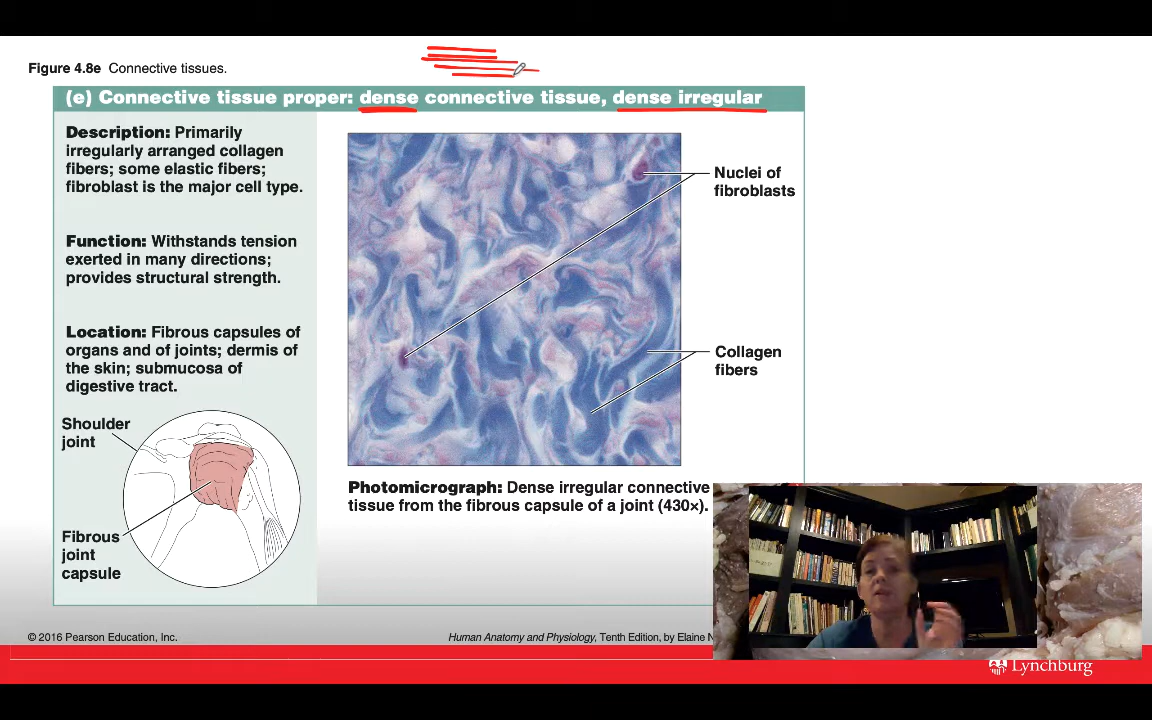 Figure 4.8e Connective tissues.
(e) Connective tissue proper: dense connective tissue, dense irregular
Description: Primarily
irregularly arranged collagen
fibers; some elastic fibers;
fibroblast is the major cell type.
Function: Withstands tension
exerted in many directions;
provides structural strength.
Location: Fibrous capsules of
organs and of joints; dermis of
the skin; submucosa of
digestive tract.
Shoulder
joint
Fibrous
joint
capsule
Nuclei of
fibroblasts
Collagen
fibers
Photomicrograph: Dense irregular connective
tissue from the fibrous capsule of a joint (430×).
© 2016 Pearson Education, Inc.
Human Anatomy and Physiology, Tenth Edition, by Elaine N
Lynchburg